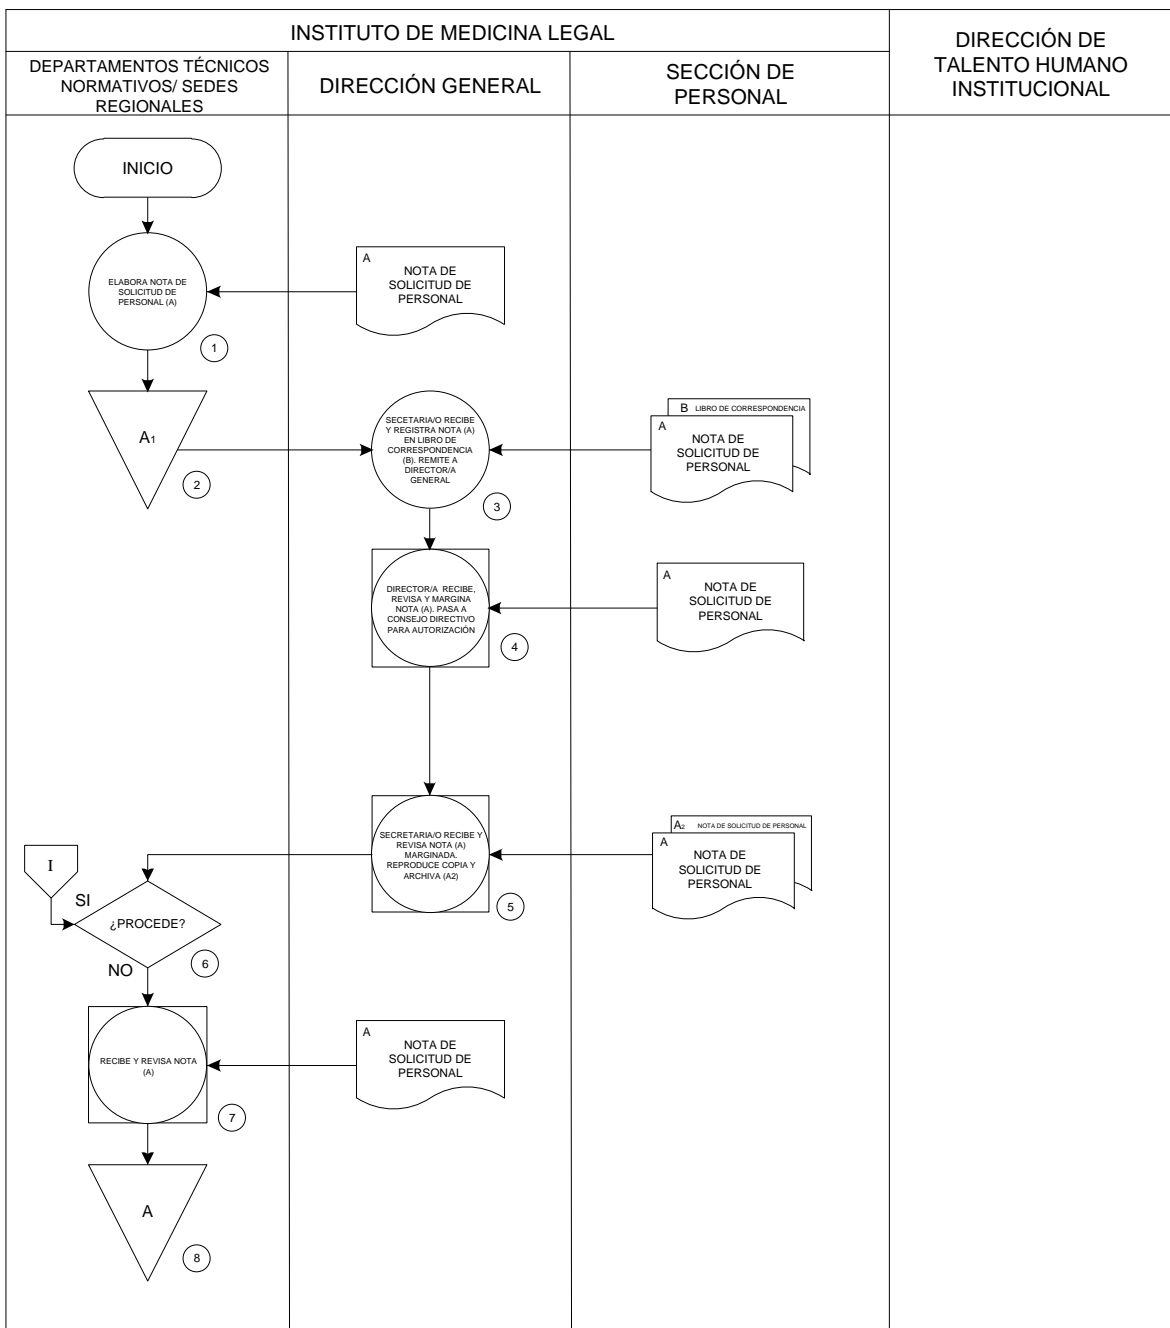 INSTITUTO DE MEDICINA LEGAL
DIRECCIÓN DE
TALENTO HUMANO
INSTITUCIONAL
DEPARTAMENTOS TÉCNICOS
NORMATIVOS/ SEDES
REGIONALES
DIRECCIÓN GENERAL
SECCIÓN DE
PERSONAL
INICIO
ELABORA NOTA DE
SOLICITUD DE
PERSONAL (A)
1
A
NOTA DE
SOLICITUD DE
PERSONAL
A1
2
SECETARIA/O RECIBE
Y REGISTRA NOTA (A)
EN LIBRO DE
CORRESPONDENCIA
(B). REMITE A
DIRECTOR/A
GENERAL
3
B LIBRO DE CORRESPONDENCIA
A
NOTA DE
SOLICITUD DE
PERSONAL
DIRECTOR/A RECIBE,
REVISA Y MARGINA
NOTA (A). PASA A
CONSEJO DIRECTIVO
PARA AUTORIZACIÓN
4
A
NOTA DE
SOLICITUD DE
PERSONAL
SECRETARIA/O RECIBE Y
REVISA NOTA (A)
MARGINADA.
REPRODUCE COPIA Y
ARCHIVA (A2)
5
A2 NOTA DE SOLICITUD DE PERSONAL
A
NOTA DE
SOLICITUD DE
PERSONAL
I
SI
¿PROCEDE?
NO
6
RECIBE Y REVISA NOTA
(A)
7
A
NOTA DE
SOLICITUD DE
PERSONAL
A
8